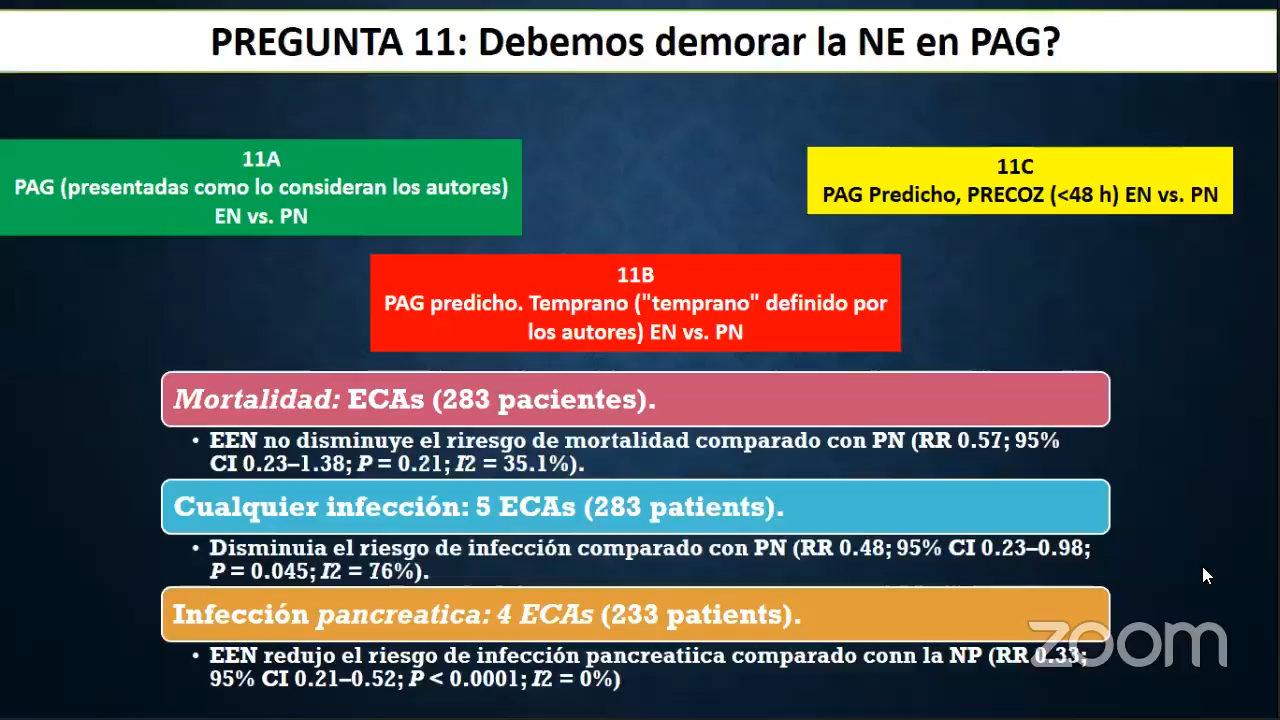 PREGUNTA 11: Debemos demorar la NE en PAG?
11A
PAG (presentadas como lo consideran los autores)
EN vs. PN
11C
PAG Predicho, PRECOZ (<48 h) EN vs. PN
11B
PAG predicho. Temprano ("temprano" definido por
los autores) EN vs. PN
Mortalidad: ECAs (283 pacientes).
• EEN no disminuye el riresgo de mortalidad comparado con PN (RR 0.57; 95%
CI 0.23–1.38; P = 0.21; I2 = 35.1%).
Cualquier infección: 5 ECAs (283 patients).
• Disminuia el riesgo de infección comparado con PN (RR 0.48; 95% CI 0.23–0.98;
P = 0.045; I2 = 76%).
Infección pancreatica: 4 ECAs (233 patients).
• EEN redujo el riesgo de infección pancreatiica comparado conn la NP (RR 0.33;
95% CI 0.21–0.52; P < 0.0001; I2 = 0%)
zoom